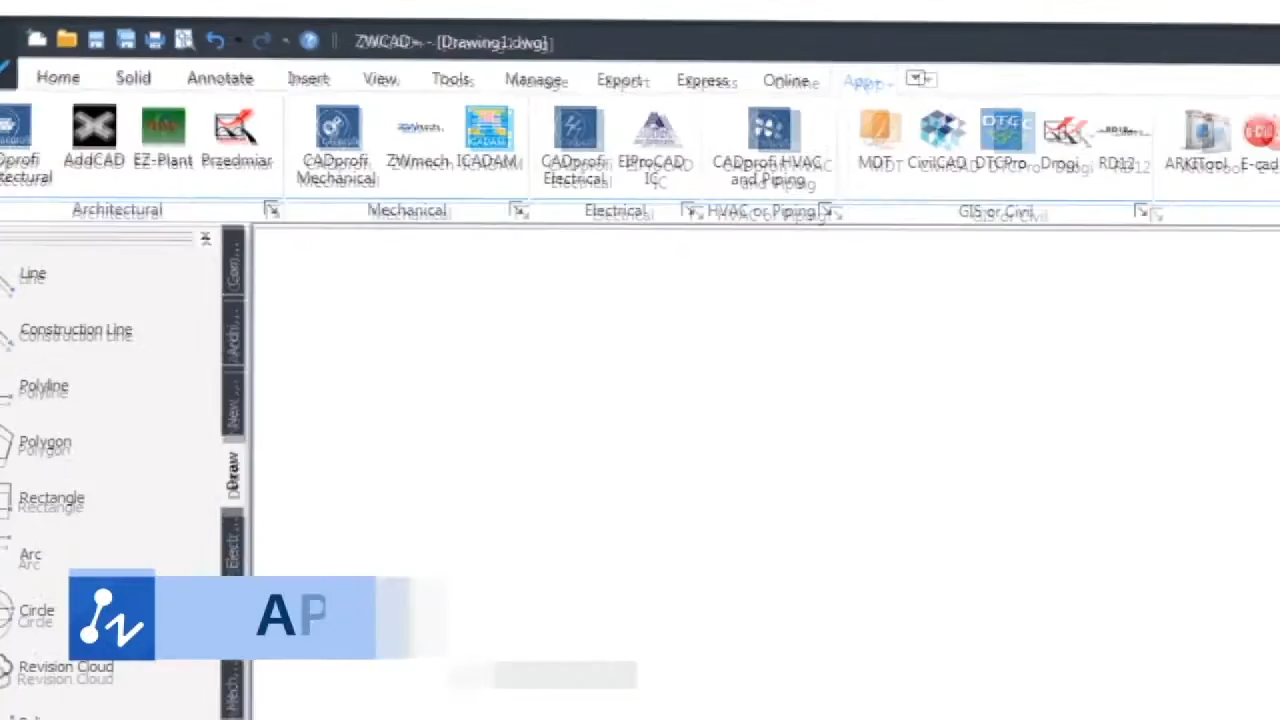 ZWCAD - [Drawing1.dwg]
Home Solid Annotate Insert View Tools Manage Export Express Online Apps
AddCAD EZ-Plant Przedmiar CADprofi Mechanical ZWmech ICADAM CADprofi Electrical ElProCAD IC CADprofi HVAC and Piping MDT CivilCAD DTCPro Drogi RD12 ARKITool
Architectural Mechanical Electrical HVAC or Piping GIS or Civil
Line
Construction Line
Polyline
Polygon
Draw
Rectangle
Arc
Circle
Revision Cloud
AP